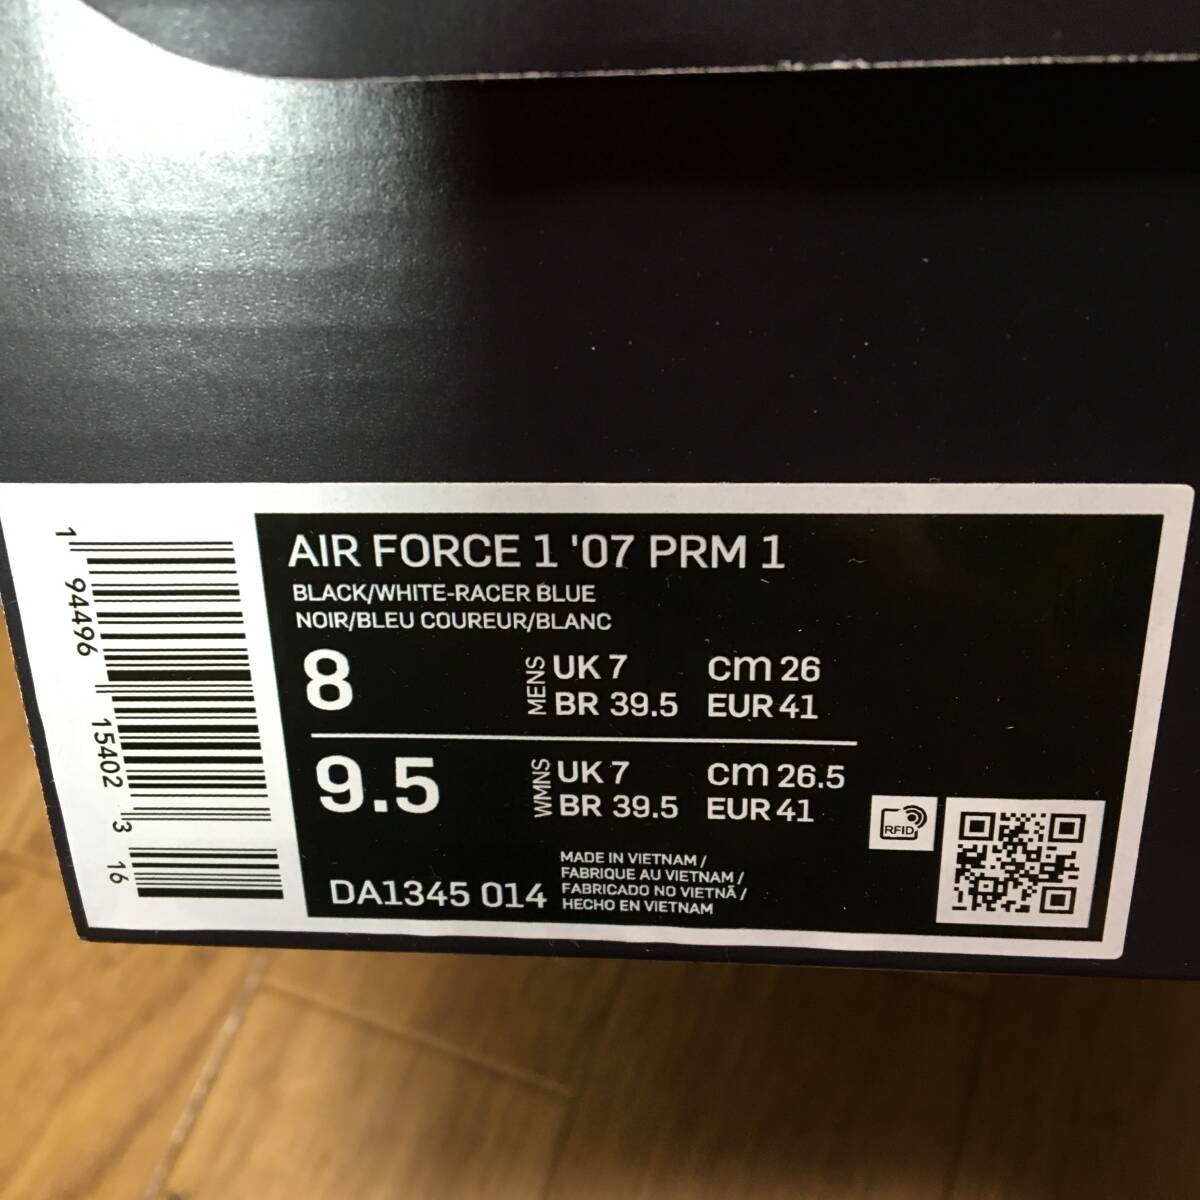 AIR FORCE 1 '07 PRM 1
BLACK/WHITE-RACER BLUE
NOIR/BLEU COUREUR/BLANC
8 MENS UK 7 cm 26
BR 39.5 EUR 41
9.5 WMNS UK 7 cm 26.5
BR 39.5 EUR 41
RFID
DA1345 014
MADE IN VIETNAM /
FABRIQUE AU VIETNAM /
FABRICADO NO VIETNÃ /
HECHO EN VIETNAM
1 94496 15402 3 16